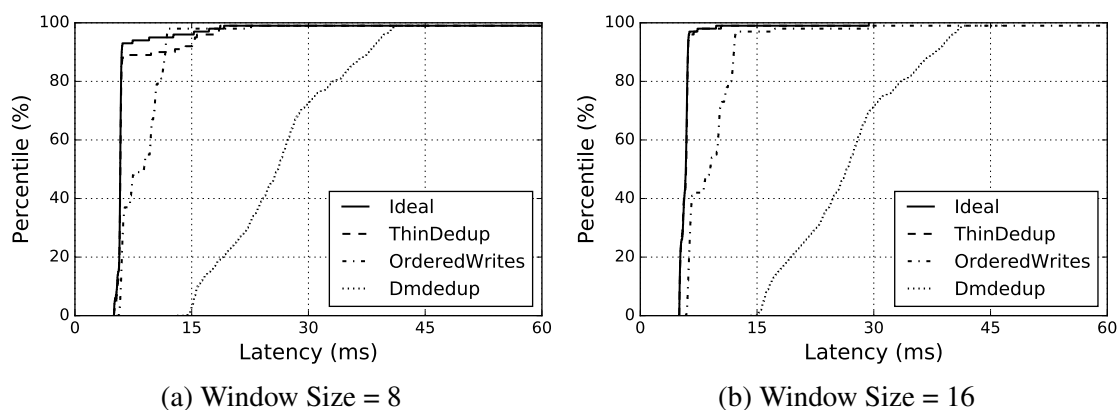 100
80
60
40
20
0
Percentile (%)
Ideal
ThinDedup
OrderedWrites
Dmdedup
0 15 30 45 60
Latency (ms)
(a) Window Size = 8
100
80
60
40
20
0
Percentile (%)
Ideal
ThinDedup
OrderedWrites
Dmdedup
0 15 30 45 60
Latency (ms)
(b) Window Size = 16